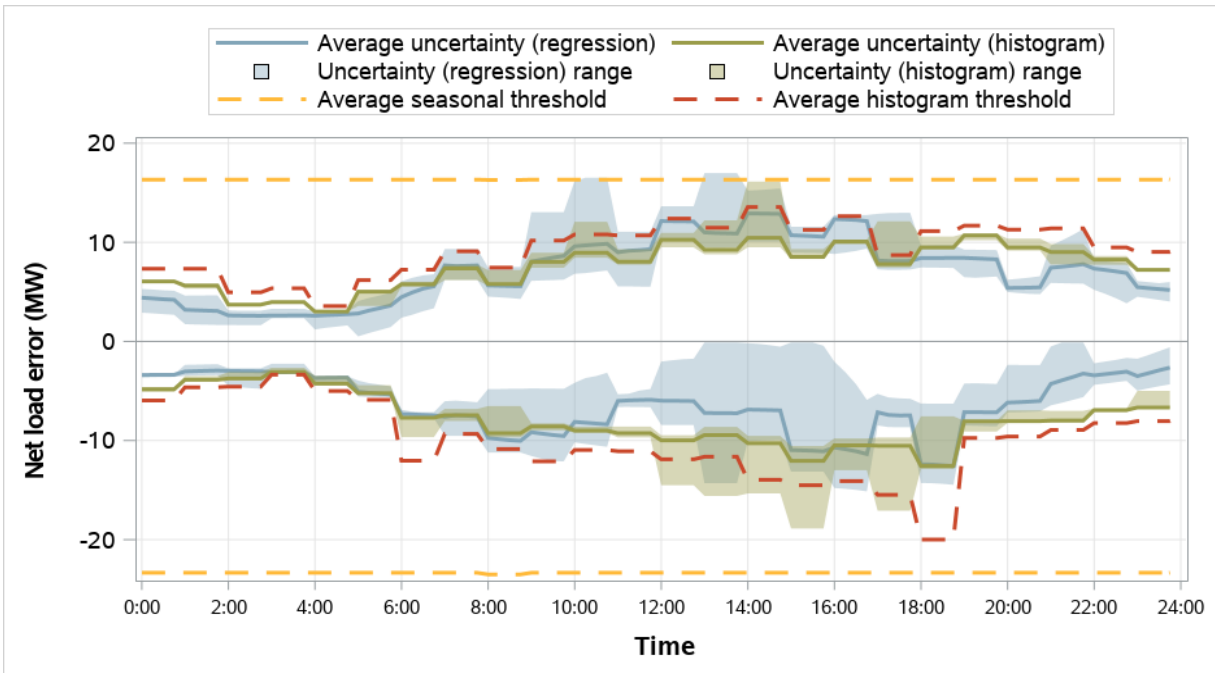 Average uncertainty (regression) Average uncertainty (histogram)
Uncertainty (regression) range Uncertainty (histogram) range
Average seasonal threshold Average histogram threshold
20
10
0
-10
-20
Net load error (MW)
0:00 2:00 4:00 6:00 8:00 10:00 12:00 14:00 16:00 18:00 20:00 22:00 24:00
Time